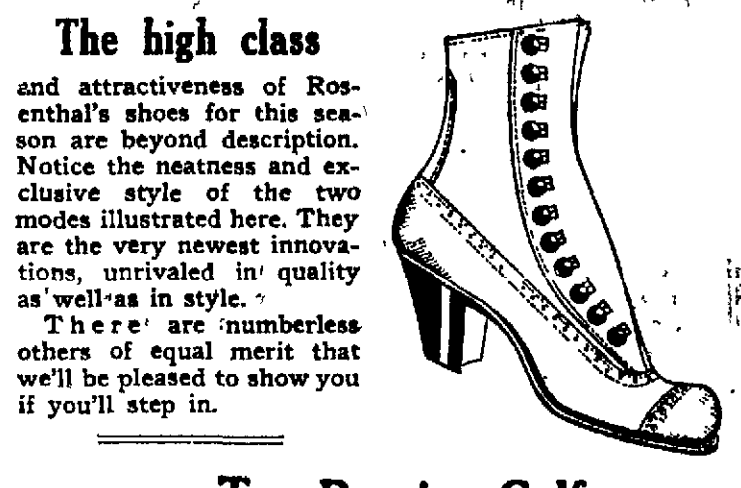 The high class
and attractiveness of Ros-
enthal's shoes for this sea-
son are beyond description.
Notice the neatness and ex-
clusive style of the two
modes illustrated here. They
are the very newest innova-
tions, unrivaled in quality
as well as in style.
There are numberless
others of equal merit that
we'll be pleased to show you
if you'll step in.